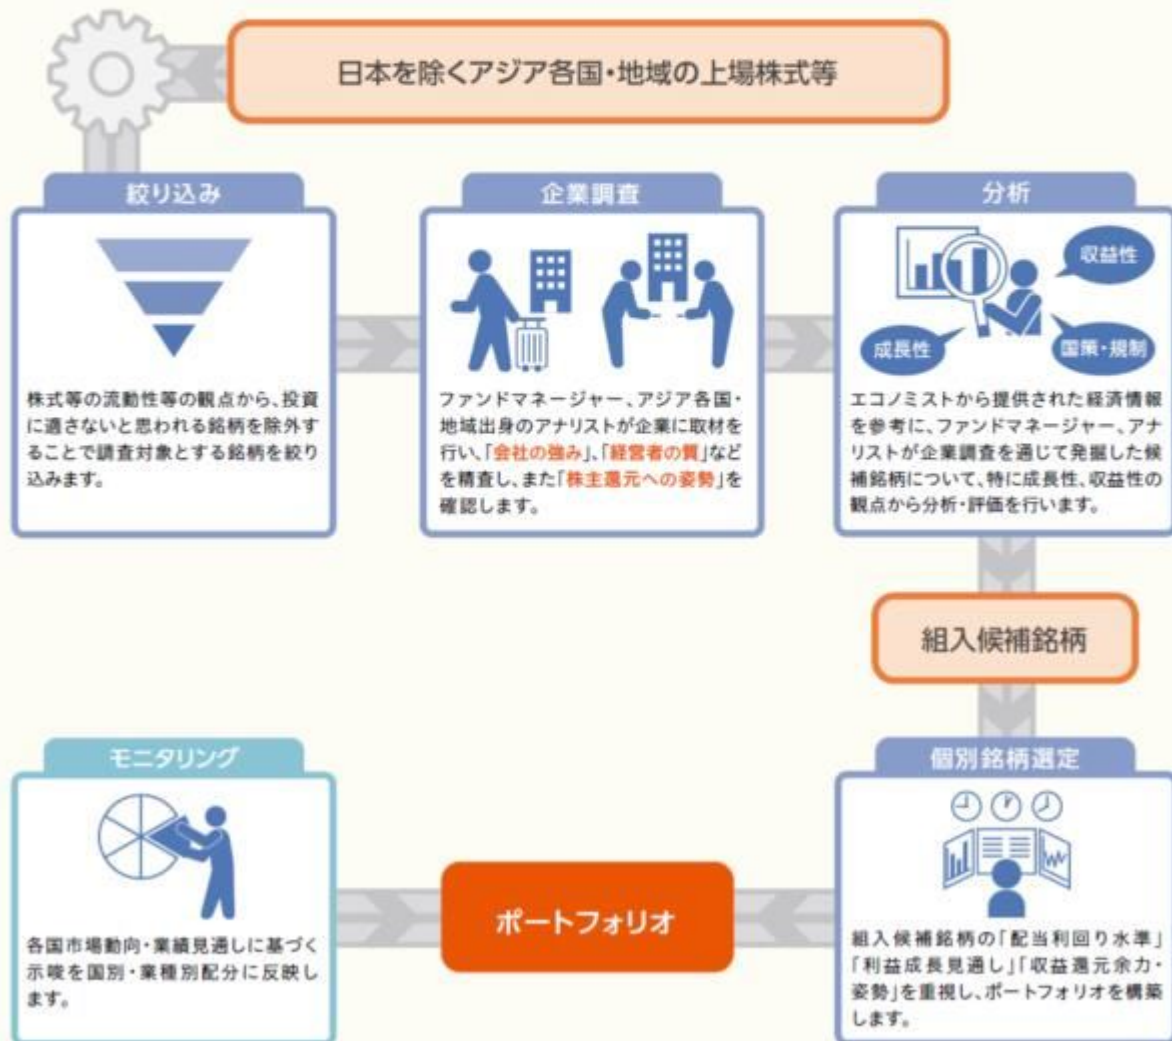 日本を除くアジア各国・地域の上場株式等
絞り込み
株式等の流動性等の観点から、投資
に適さないと思われる銘柄を除外す
ることで調査対象とする銘柄を絞り
込みます。
企業調査
ファンドマネージャー、アジア各国・
地域出身のアナリストが企業に取材を
行い、「会社の強み」、「経営者の質」など
を精査し、また「株主還元への姿勢」を
確認します。
分析
収益性
成長性
国策・規制
エコノミストから提供された経済情報
を参考に、ファンドマネージャー、アナ
リストが企業調査を通じて発掘した候
補銘柄について、特に成長性、収益性の
観点から分析・評価を行います。
組入候補銘柄
個別銘柄選定
組入候補銘柄の「配当利回り水準」
「利益成長見通し」「収益還元余力・
姿勢」を重視し、ポートフォリオを構築
します。
ポートフォリオ
モニタリング
各国市場動向・業績見通しに基づく
示唆を国別・業種別配分に反映し
ます。